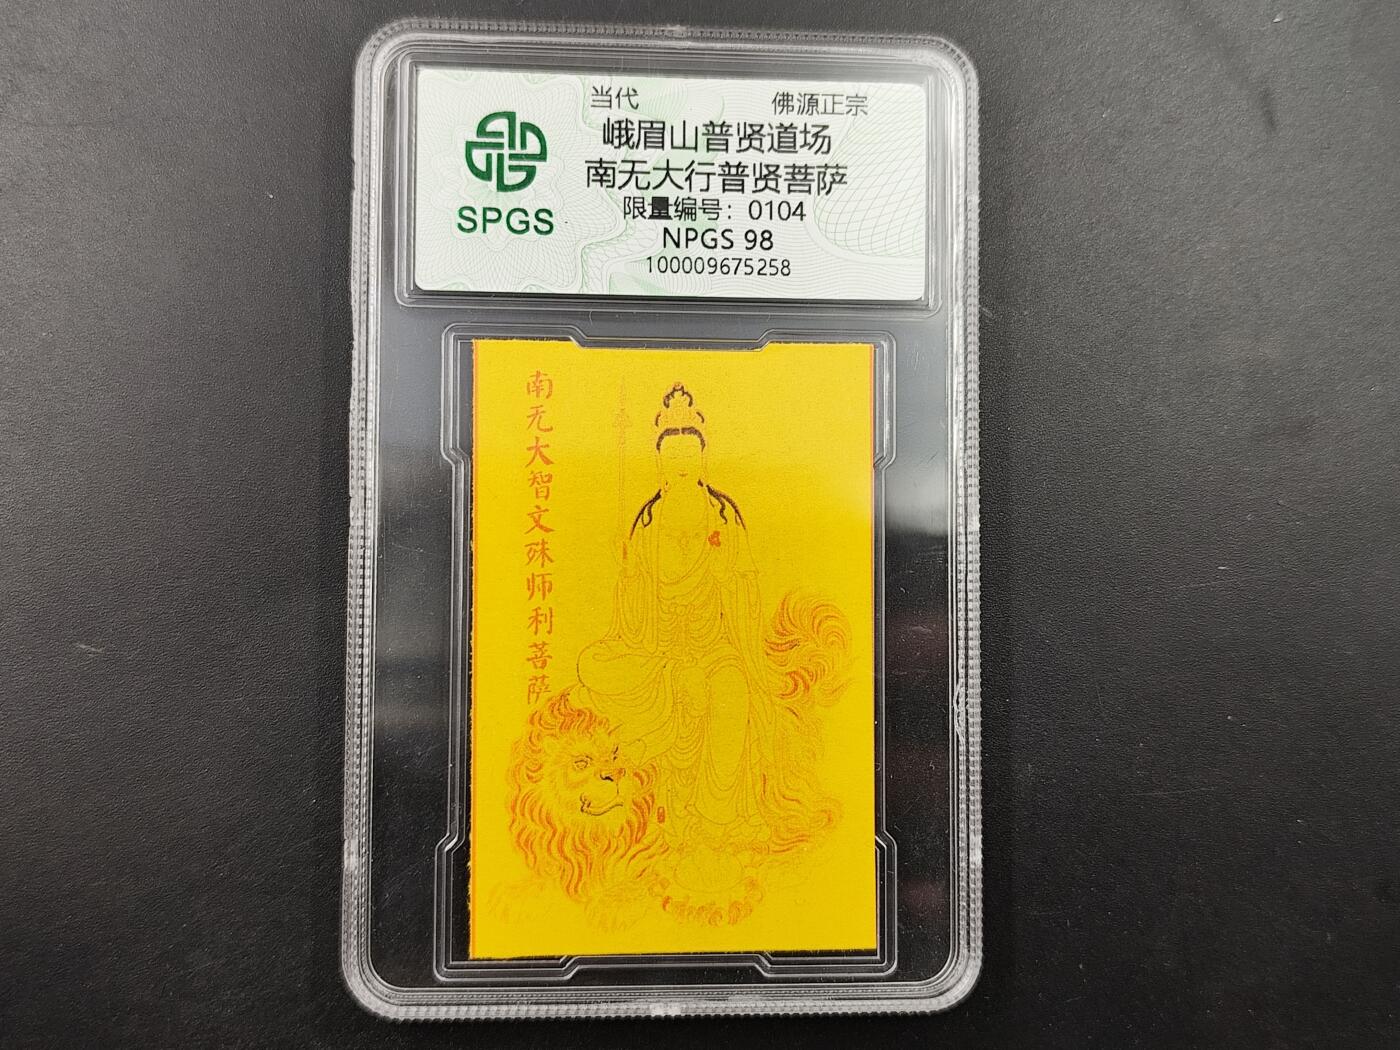 当代 佛源正宗
峨眉山普贤道场
南无大行普贤菩萨
限量编号：0104
NPGS 98
100009675258
SPGS
南无大智文殊师利菩萨